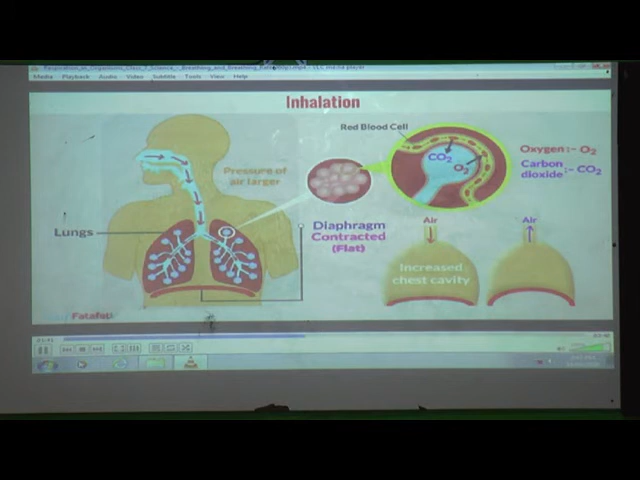 Media Playback Audio Video Subtitle Tools View Help
Inhalation
Red Blood Cell
Pressure of
air larger
CO2
O2
Oxygen:- O2
Carbon
dioxide:- CO2
Lungs
Diaphragm
Contracted
(Flat)
Air
Air
Increased
chest cavity